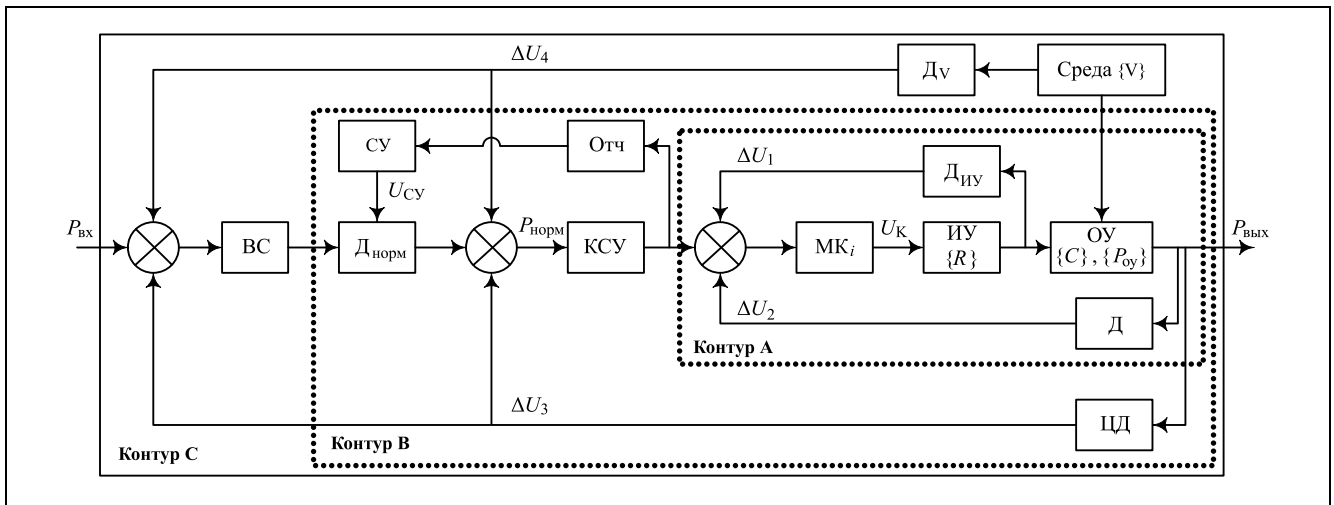 ΔU₄
Д_V
Среда {V}
СУ
Отч
ΔU₁
Д_ИУ
U_СУ
P_вх
ВС
Д_норм
P_норм
КСУ
МК_i
U_К
ИУ
{R}
ОУ
{C}, {P_оу}
P_вых
ΔU₂
Д
Контур А
ΔU₃
ЦД
Контур В
Контур С